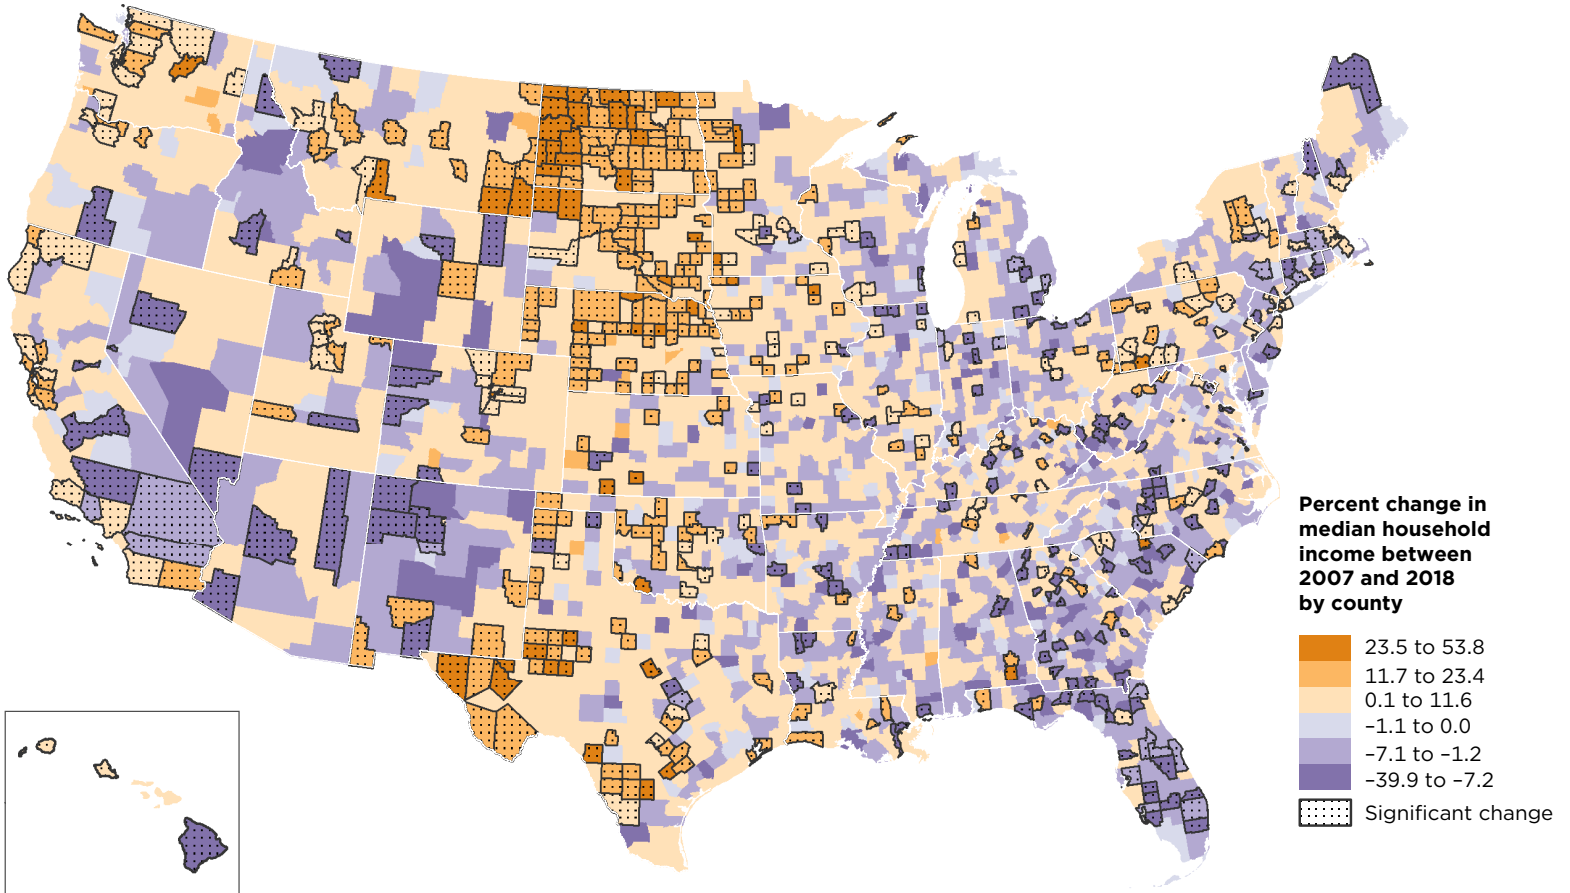 Percent change in
median household
income between
2007 and 2018
by county
23.5 to 53.8
11.7 to 23.4
0.1 to 11.6
–1.1 to 0.0
–7.1 to –1.2
–39.9 to –7.2
Significant change